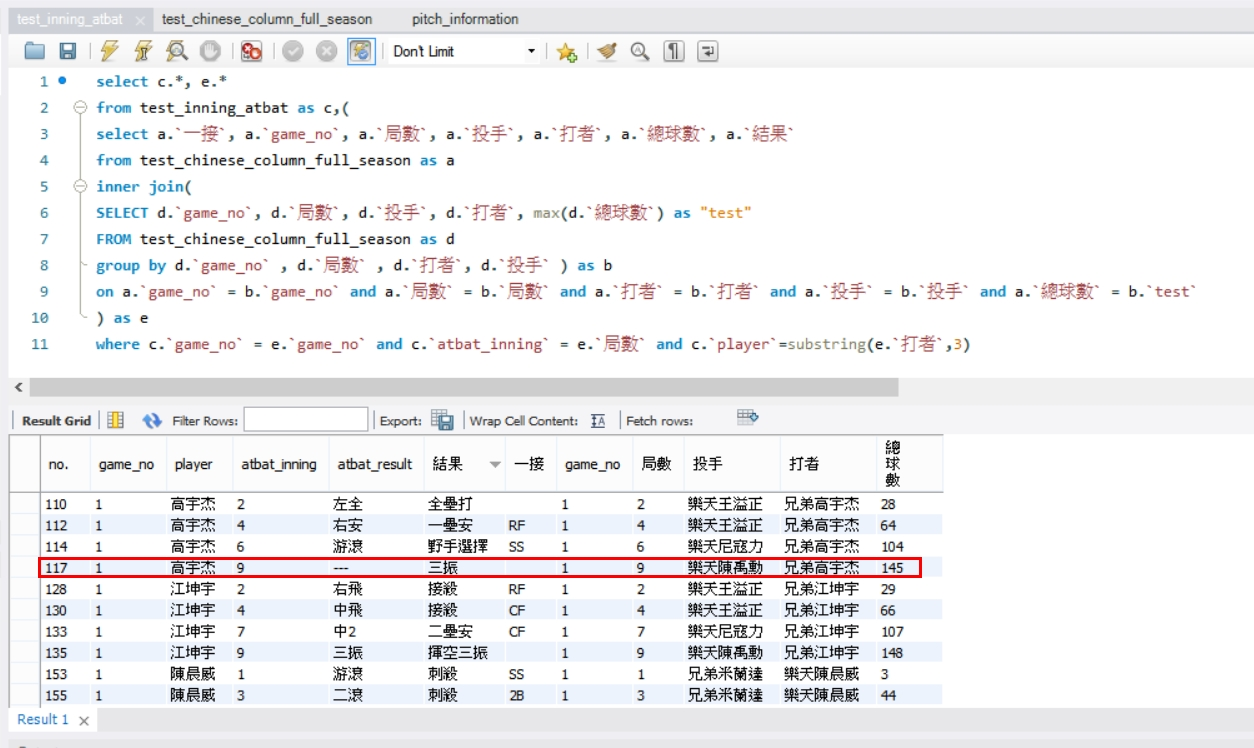 test_inning_atbat
test_chinese_column_full_season
pitch_information
Don't Limit
1 select c.*, e.*
2 from test_inning_atbat as c,(
3 select a.`一接`, a.`game_no`, a.`局數`, a.`投手`, a.`打者`, a.`總球數`, a.`結果`
4 from test_chinese_column_full_season as a
5 inner join(
6 SELECT d.`game_no`, d.`局數`, d.`投手`, d.`打者`, max(d.`總球數`) as "test"
7 FROM test_chinese_column_full_season as d
8 group by d.`game_no` , d.`局數` , d.`打者`, d.`投手` ) as b
9 on a.`game_no` = b.`game_no` and a.`局數` = b.`局數` and a.`打者` = b.`打者` and a.`投手` = b.`投手` and a.`總球數` = b.`test`
10 ) as e
11 where c.`game_no` = e.`game_no` and c.`atbat_inning` = e.`局數` and c.`player`=substring(e.`打者`,3)
Result Grid Filter Rows: Export: Wrap Cell Content: Fetch rows:
no. game_no player atbat_inning atbat_result 結果 一接 game_no 局數 投手 打者 總球數
110 1 高宇杰 2 左全 全壘打 1 2 樂天王溢正 兄弟高宇杰 28
112 1 高宇杰 4 右安 一壘安 RF 1 4 樂天王溢正 兄弟高宇杰 64
114 1 高宇杰 6 游滾 野手選擇 SS 1 6 樂天尼寇力 兄弟高宇杰 104
117 1 高宇杰 9 --- 三振 1 9 樂天陳禹勳 兄弟高宇杰 145
128 1 江坤宇 2 右飛 接殺 RF 1 2 樂天王溢正 兄弟江坤宇 29
130 1 江坤宇 4 中飛 接殺 CF 1 4 樂天王溢正 兄弟江坤宇 66
133 1 江坤宇 7 中2 二壘安 CF 1 7 樂天尼寇力 兄弟江坤宇 107
135 1 江坤宇 9 三振 揮空三振 1 9 樂天陳禹勳 兄弟江坤宇 148
153 1 陳晨威 1 游滾 刺殺 SS 1 1 兄弟米蘭達 樂天陳晨威 3
155 1 陳晨威 3 二滾 刺殺 2B 1 3 兄弟米蘭達 樂天陳晨威 44
Result 1